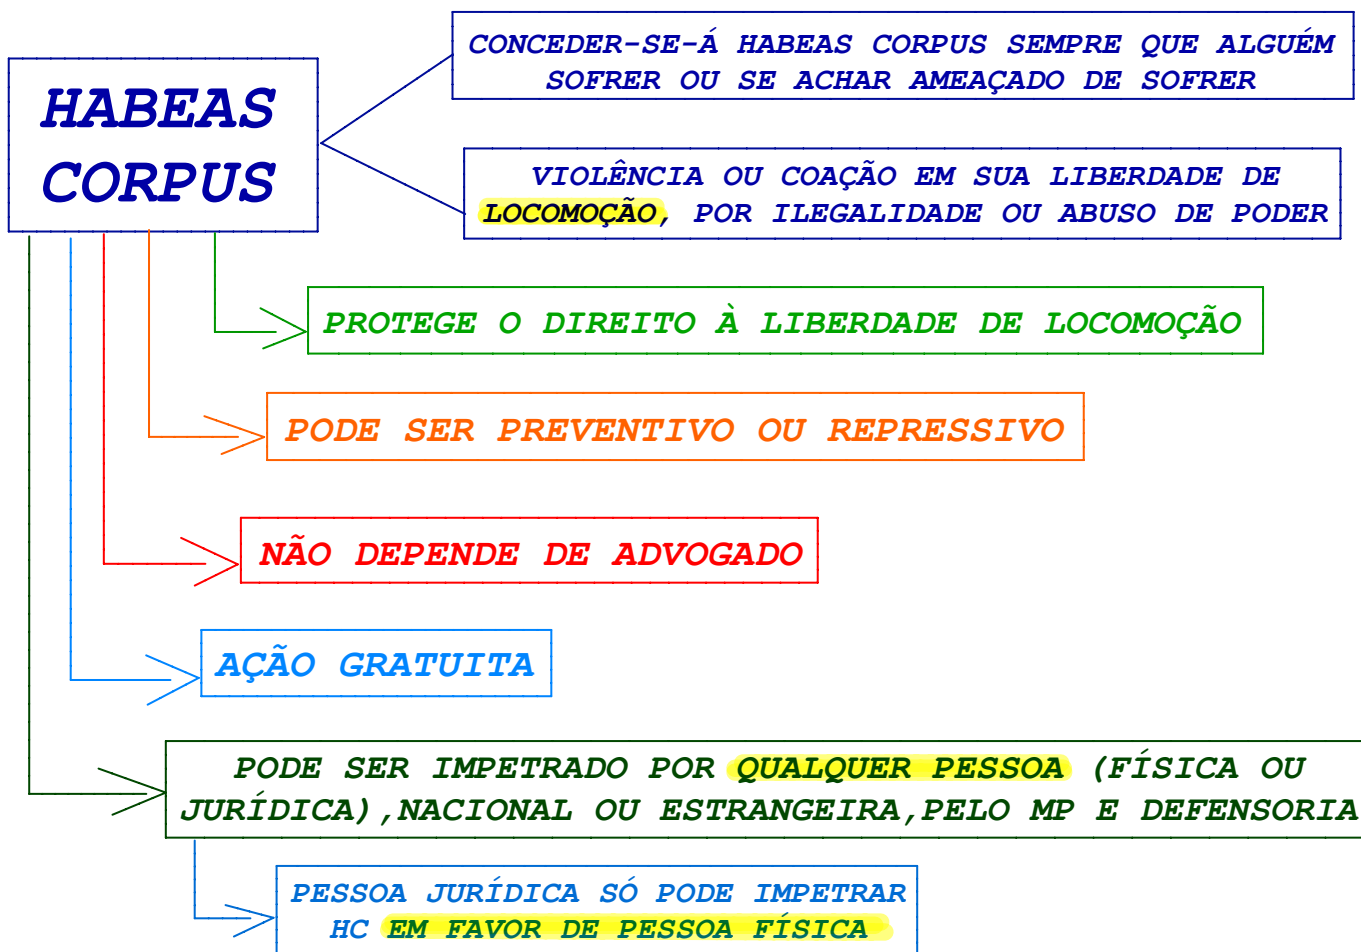 HABEAS
CORPUS
CONCEDER-SE-Á HABEAS CORPUS SEMPRE QUE ALGUÉM
SOFRER OU SE ACHAR AMEAÇADO DE SOFRER
VIOLÊNCIA OU COAÇÃO EM SUA LIBERDADE DE
LOCOMOÇÃO, POR ILEGALIDADE OU ABUSO DE PODER
PROTEGE O DIREITO À LIBERDADE DE LOCOMOÇÃO
PODE SER PREVENTIVO OU REPRESSIVO
NÃO DEPENDE DE ADVOGADO
AÇÃO GRATUITA
PODE SER IMPETRADO POR QUALQUER PESSOA (FÍSICA OU
JURÍDICA),NACIONAL OU ESTRANGEIRA,PELO MP E DEFENSORIA
PESSOA JURÍDICA SÓ PODE IMPETRAR
HC EM FAVOR DE PESSOA FÍSICA